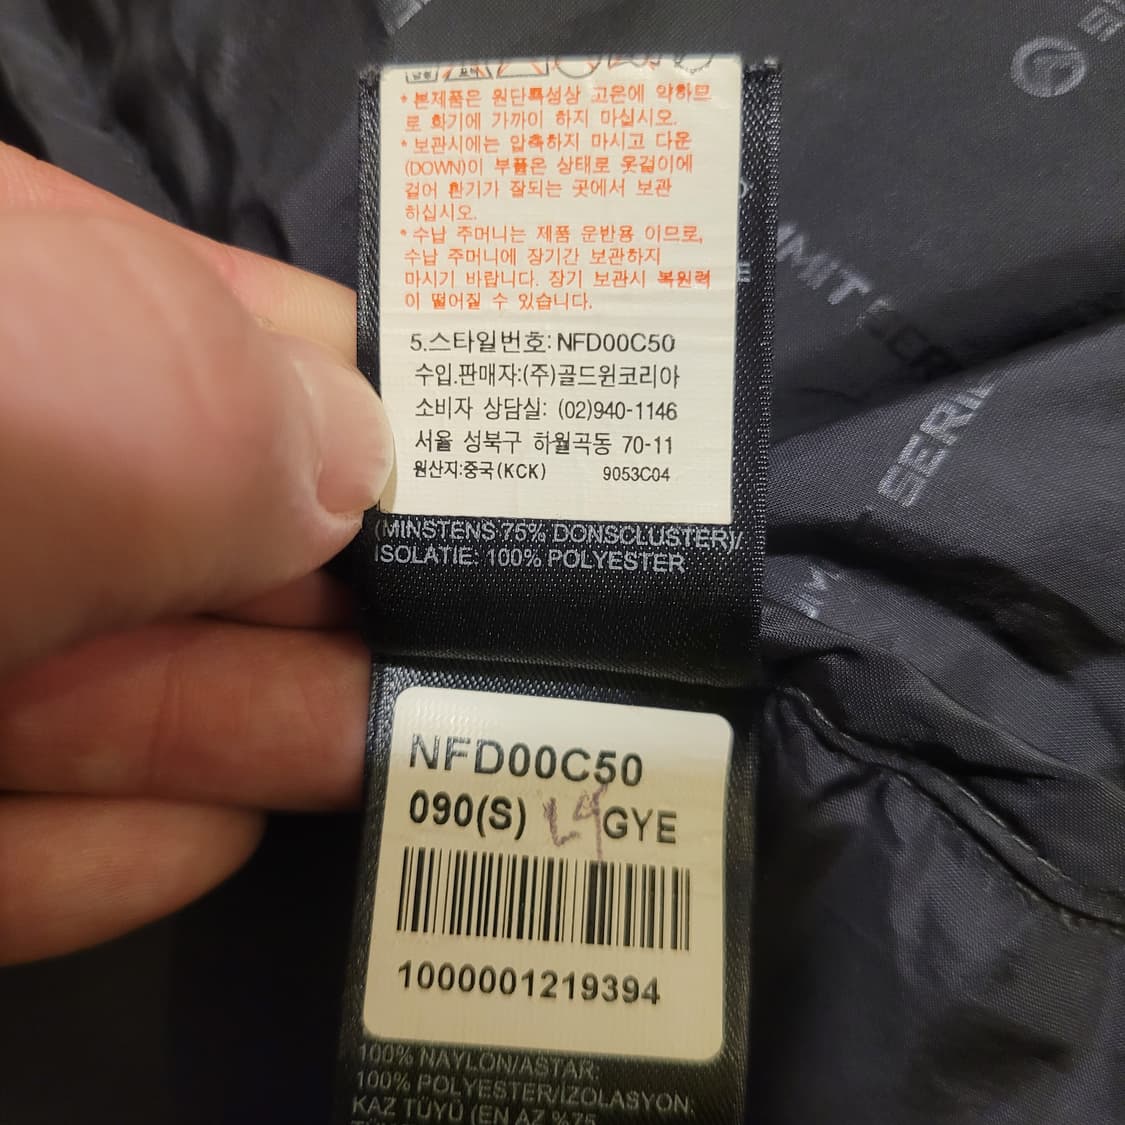 *본제품은 원단특성상 고온에 약하므
로 화기에 가까이 하지 마십시오.
*보관시에는 압축하지 마시고 다운
(DOWN)이 부풀은 상태로 옷걸이에
걸어 환기가 잘되는 곳에서 보관
하십시오.
*수납 주머니는 제품 운반용 이므로,
수납 주머니에 장기간 보관하지
마시기 바랍니다. 장기 보관시 복원력
이 떨어질 수 있습니다.
5.스타일번호:NFD00C50
수입.판매자:(주)골드윈코리아
소비자 상담실: (02)940-1146
서울 성북구 하월곡동 70-11
원산지:중국(KCK) 9053C04
(MINSTENS 75% DONSCLUSTER)/
ISOLATIE: 100% POLYESTER
NFD00C50
090(S) GYE
1000001219394
100% NAYLON/ASTAR:
100% POLYESTER/İZOLASYON:
KAZ TÜYÜ (EN AZ %75
IMIT SERIE
SERIE